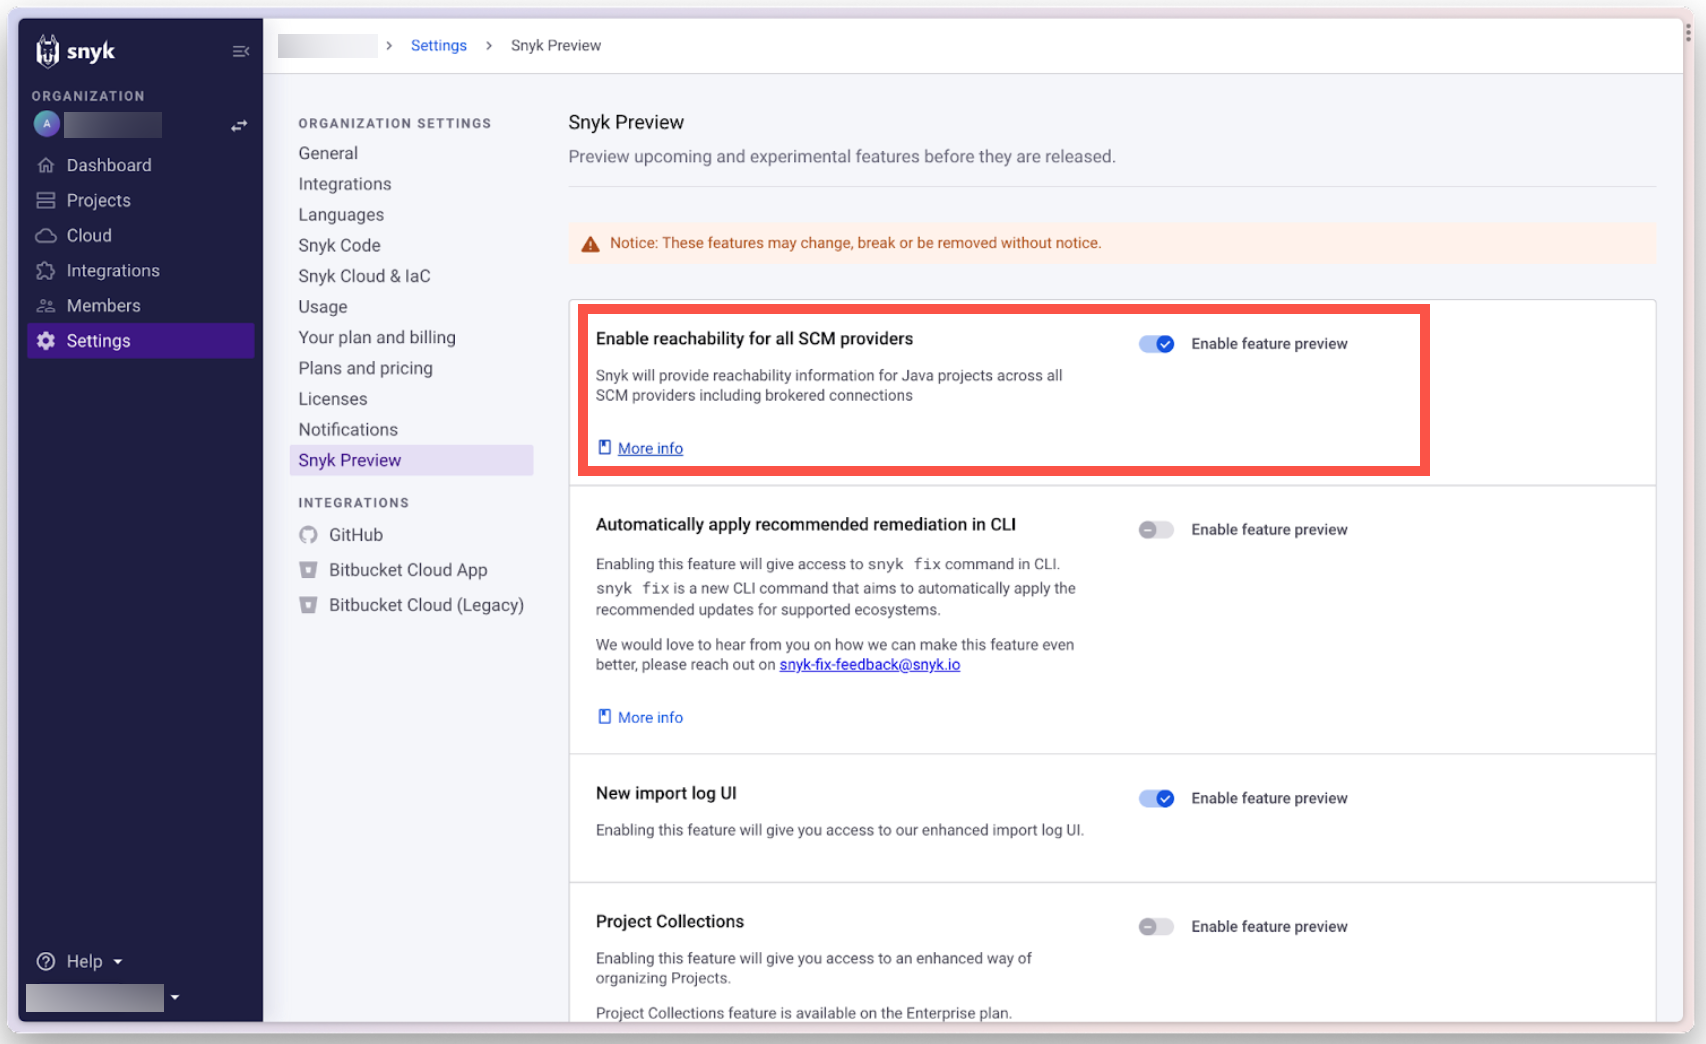 snyk
ORGANIZATION
A
Dashboard
Projects
Cloud
Integrations
Members
Settings
Help
Settings > Snyk Preview
ORGANIZATION SETTINGS
General
Integrations
Languages
Snyk Code
Snyk Cloud & IaC
Usage
Your plan and billing
Plans and pricing
Licenses
Notifications
Snyk Preview
INTEGRATIONS
GitHub
Bitbucket Cloud App
Bitbucket Cloud (Legacy)
Snyk Preview
Preview upcoming and experimental features before they are released.
Notice: These features may change, break or be removed without notice.
Enable reachability for all SCM providers
Enable feature preview
Snyk will provide reachability information for Java projects across all
SCM providers including brokered connections
More info
Automatically apply recommended remediation in CLI
Enable feature preview
Enabling this feature will give access to snyk fix command in CLI.
snyk fix is a new CLI command that aims to automatically apply the
recommended updates for supported ecosystems.
We would love to hear from you on how we can make this feature even
better, please reach out on snyk-fix-feedback@snyk.io
More info
New import log UI
Enable feature preview
Enabling this feature will give you access to our enhanced import log UI.
Project Collections
Enable feature preview
Enabling this feature will give you access to an enhanced way of
organizing Projects.
Project Collections feature is available on the Enterprise plan.